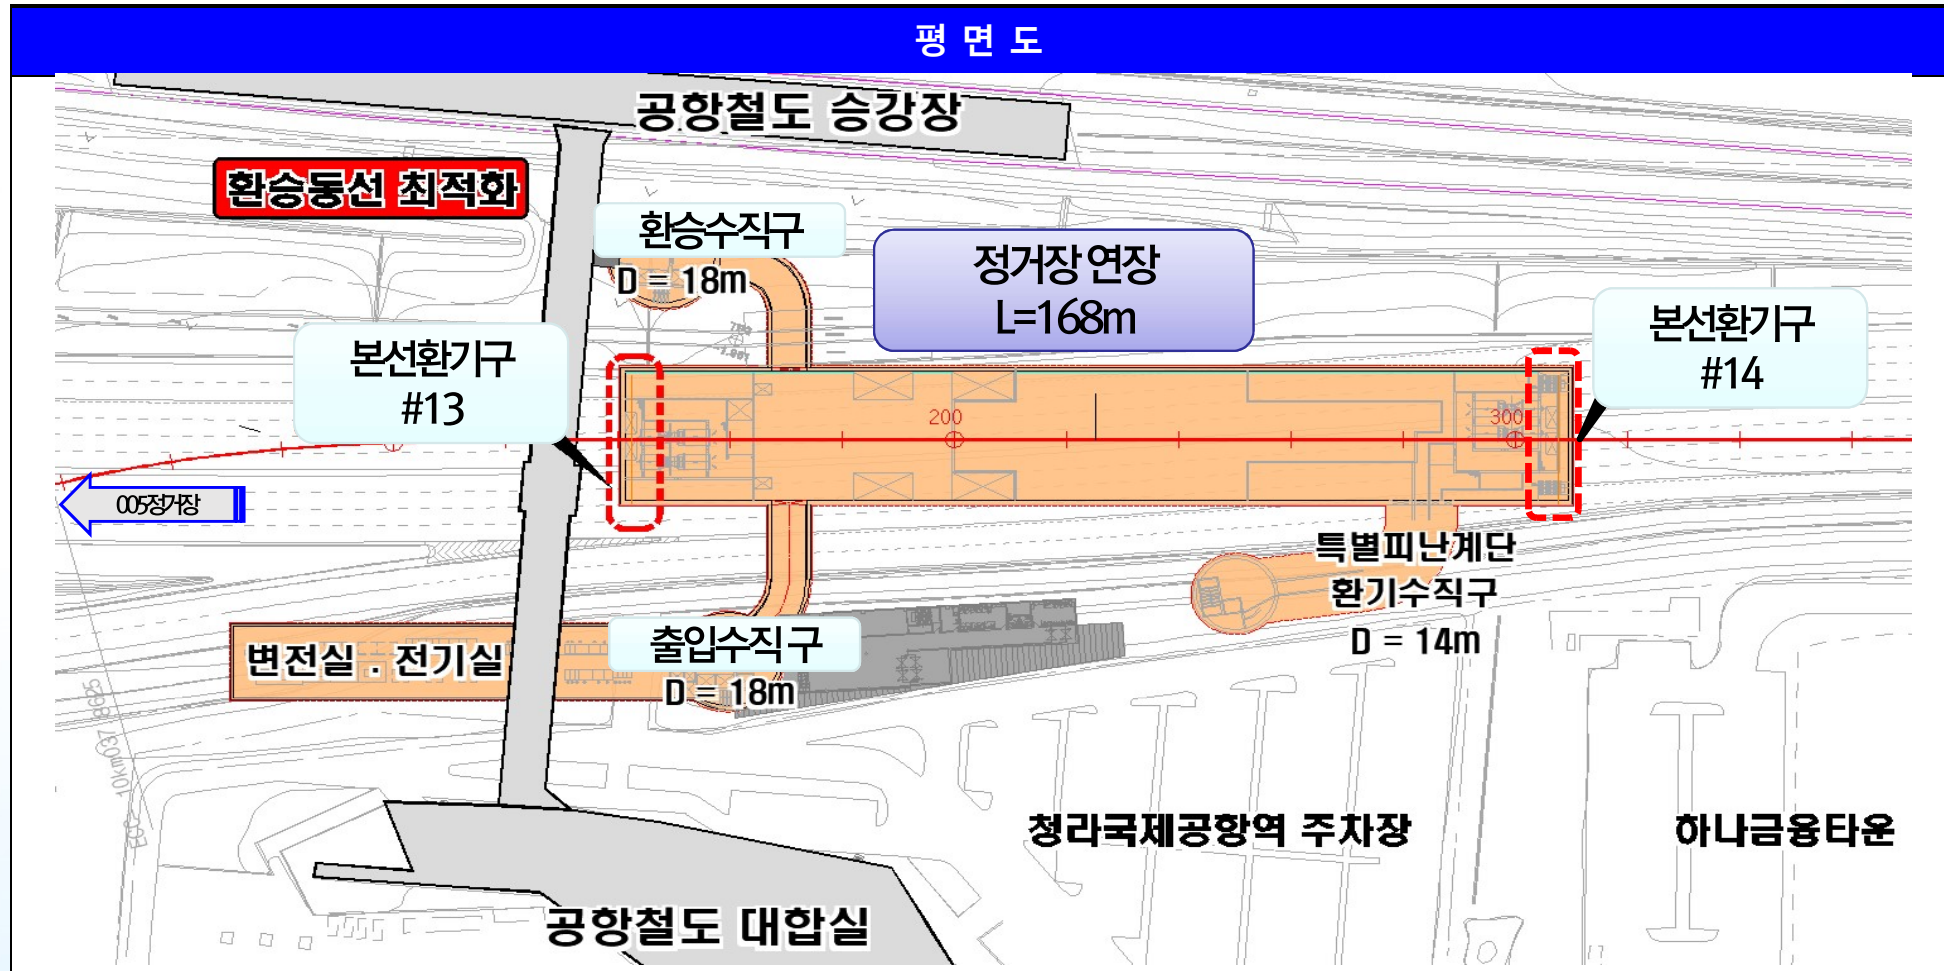 평 면 도
공항철도 승강장
환승동선 최적화
환승수직구
D = 18m
정거장 연장
L=168m
본선환기구
#14
본선환기구
#13
200
300
005정거장
특별피난계단
환기수직구
D = 14m
출입수직구
D = 18m
변전실 . 전기실
청라국제공항역 주차장
하나금융타운
공항철도 대합실